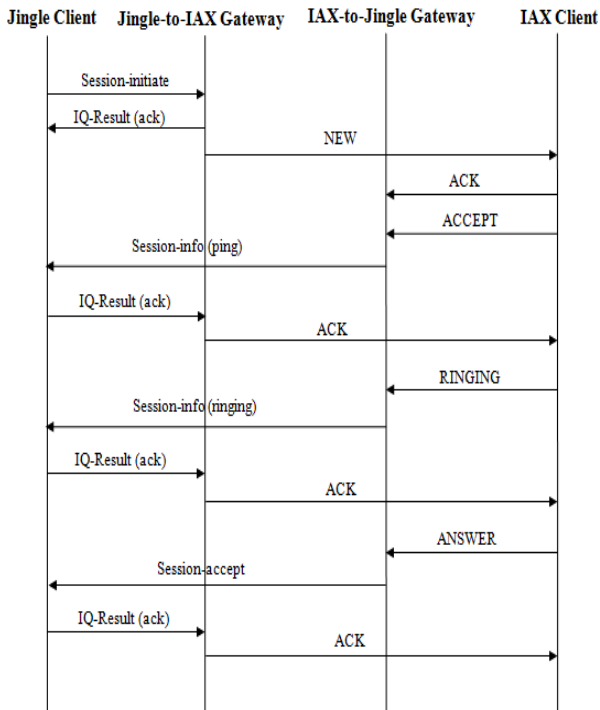 Jingle Client Jingle-to-IAX Gateway IAX-to-Jingle Gateway IAX Client
Session-initiate
IQ-Result (ack)
NEW
ACK
ACCEPT
Session-info (ping)
IQ-Result (ack)
ACK
RINGING
Session-info (ringing)
IQ-Result (ack)
ACK
ANSWER
Session-accept
IQ-Result (ack)
ACK